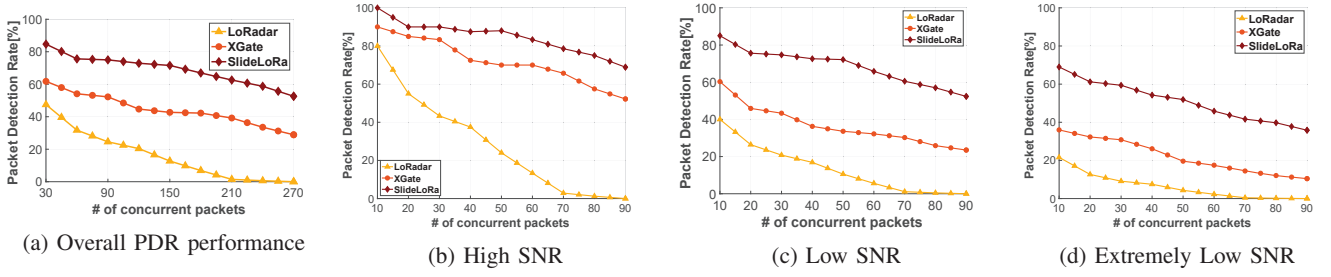 Packet Detection Rate[%]
100
80
60
40
20
0
30
90
150
210
270
# of concurrent packets
LoRadar
XGate
SlideLoRa
(a) Overall PDR performance
Packet Detection Rate[%]
100
80
60
40
20
0
10
20
30
40
50
60
70
80
90
# of concurrent packets
LoRadar
XGate
SlideLoRa
(b) High SNR
Packet Detection Rate[%]
100
80
60
40
20
0
10
20
30
40
50
60
70
80
90
# of concurrent packets
LoRadar
XGate
SlideLoRa
(c) Low SNR
Packet Detection Rate[%]
100
80
60
40
20
0
10
20
30
40
50
60
70
80
90
# of concurrent packets
LoRadar
XGate
SlideLoRa
(d) Extremely Low SNR